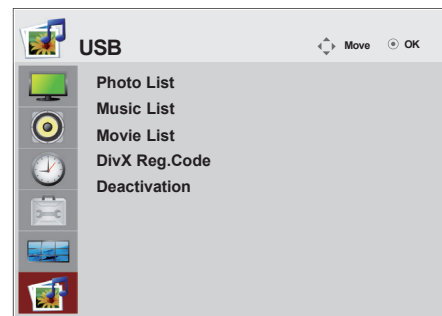 USB
Move OK
Photo List
Music List
Movie List
DivX Reg.Code
Deactivation